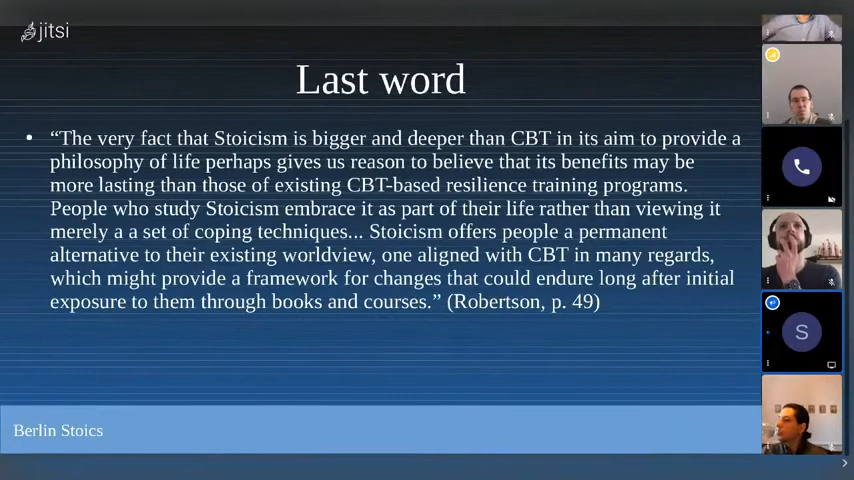 jitsi
Last word
• “The very fact that Stoicism is bigger and deeper than CBT in its aim to provide a
philosophy of life perhaps gives us reason to believe that its benefits may be
more lasting than those of existing CBT-based resilience training programs.
People who study Stoicism embrace it as part of their life rather than viewing it
merely a a set of coping techniques... Stoicism offers people a permanent
alternative to their existing worldview, one aligned with CBT in many regards,
which might provide a framework for changes that could endure long after initial
exposure to them through books and courses.” (Robertson, p. 49)
S
Berlin Stoics